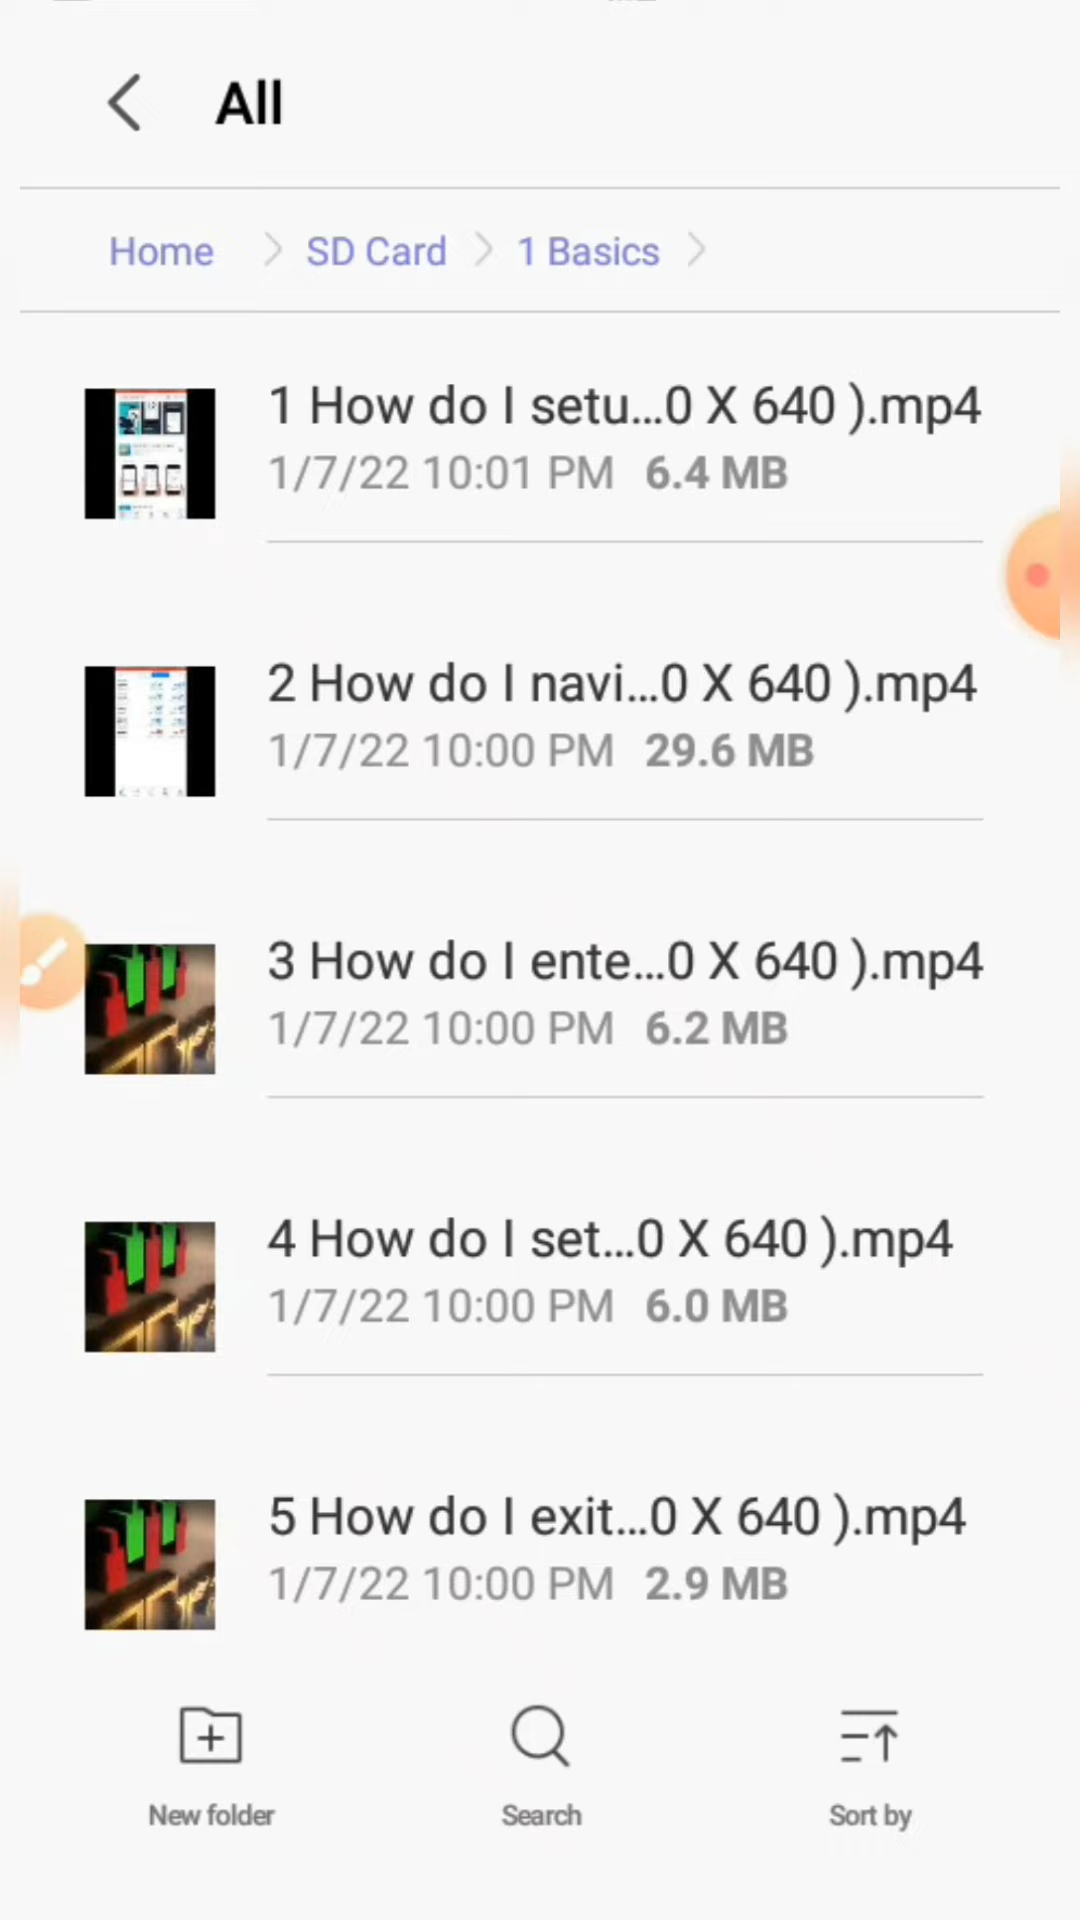 All
Home SD Card 1 Basics
1 How do I setu...0 X 640 ).mp4
1/7/22 10:01 PM 6.4 MB
2 How do I navi...0 X 640 ).mp4
1/7/22 10:00 PM 29.6 MB
3 How do I ente...0 X 640 ).mp4
1/7/22 10:00 PM 6.2 MB
4 How do I set...0 X 640 ).mp4
1/7/22 10:00 PM 6.0 MB
5 How do I exit...0 X 640 ).mp4
1/7/22 10:00 PM 2.9 MB
New folder Search Sort by